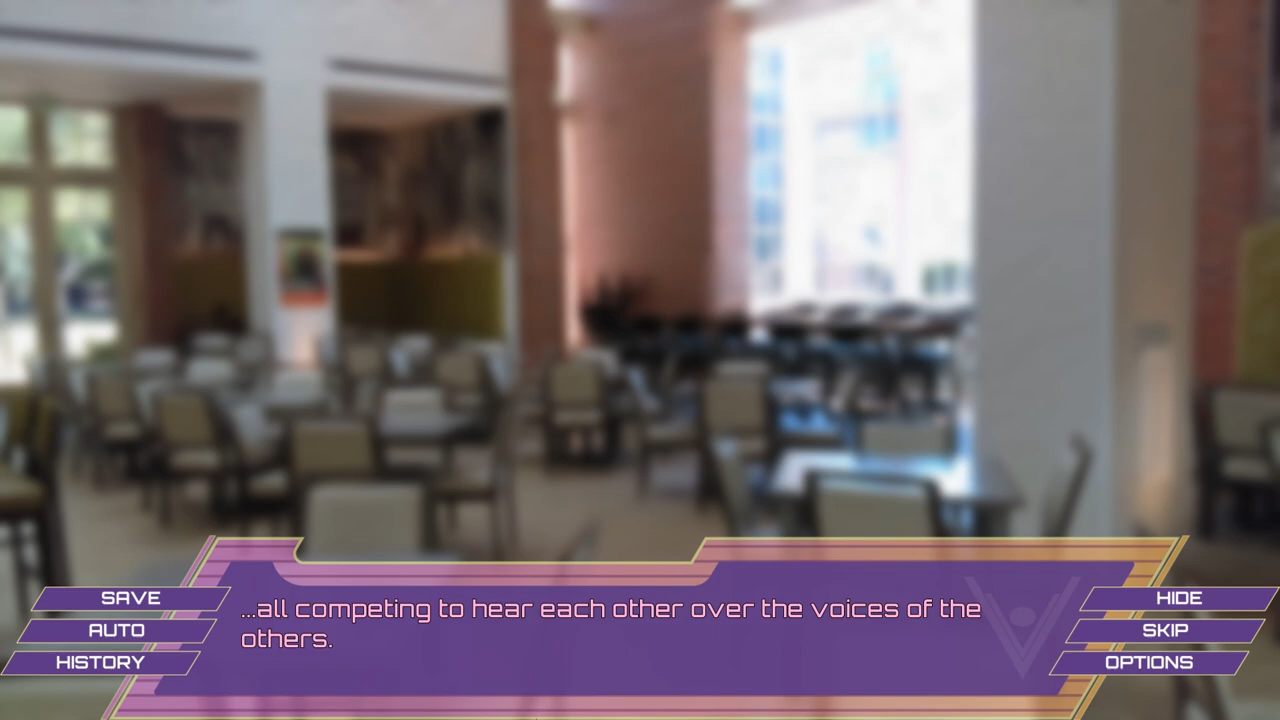 ...all competing to hear each other over the voices of the
others.
SAVE
AUTO
HISTORY
HIDE
SKIP
OPTIONS